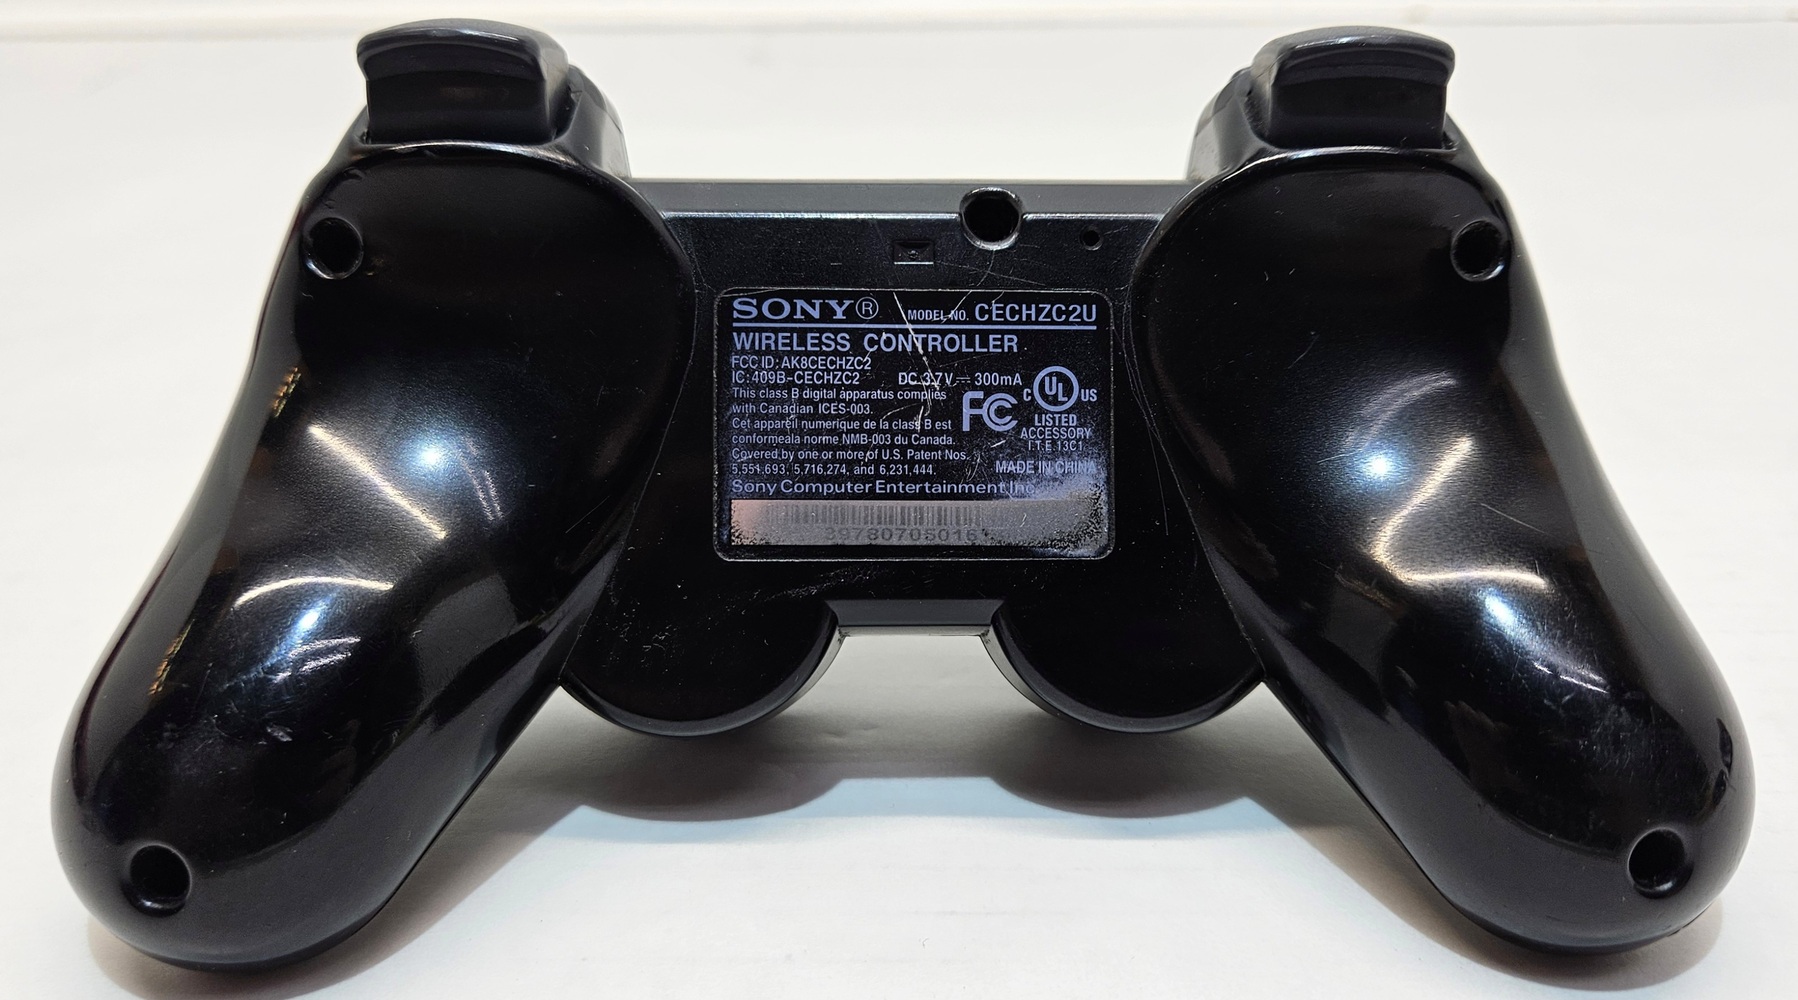 SONY® MODEL NO. CECHZC2U
WIRELESS CONTROLLER
FCC ID: AK8CECHZC2
IC: 409B-CECHZC2 DC 3.7V⎓300mA
This class B digital apparatus complies
with Canadian ICES-003.
Cet appareil numerique de la class B est
conformeala norme NMB-003 du Canada.
Covered by one or more of U.S. Patent Nos.
5,551,693, 5,716,274, and 6,231,444.
Sony Computer Entertainment Inc.
FC
C UL US
LISTED
ACCESSORY
I.T.E. 13C1
MADE IN CHINA